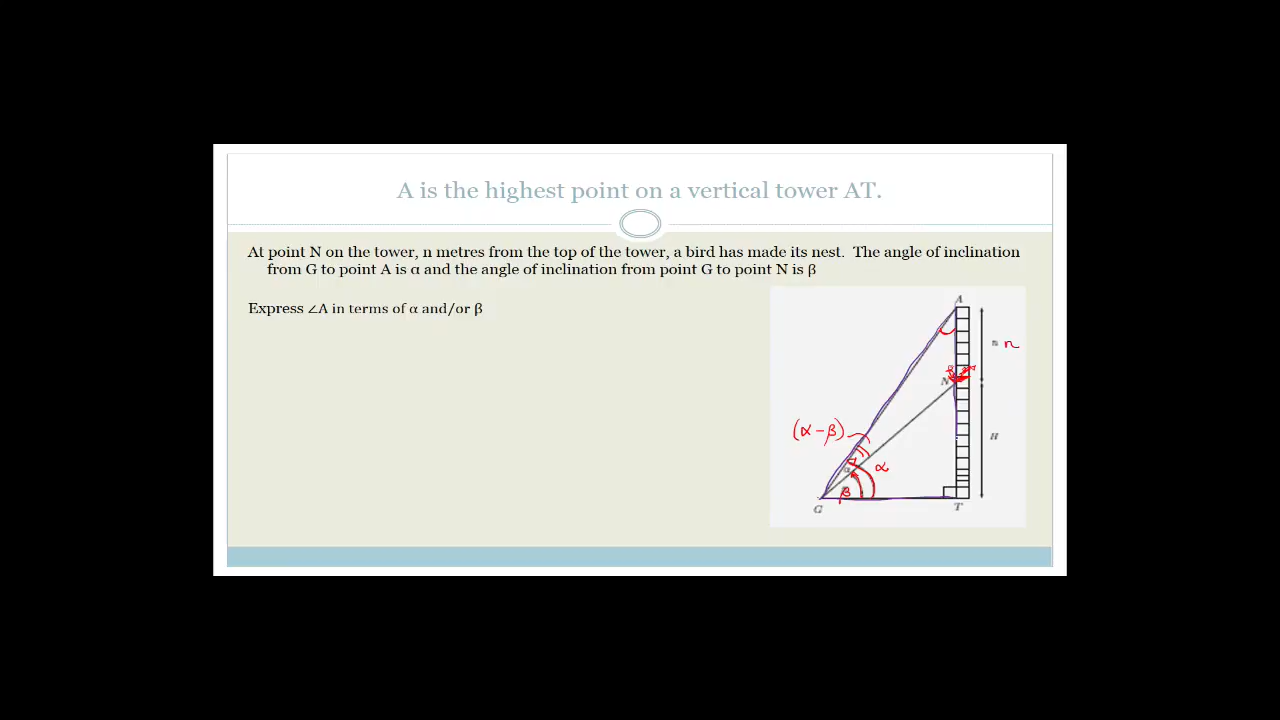 A is the highest point on a vertical tower AT.
At point N on the tower, n metres from the top of the tower, a bird has made its nest. The angle of inclination
from G to point A is α and the angle of inclination from point G to point N is β
Express ∠A in terms of α and/or β
A
n n
N
(α − β)
H
α α
β
G T